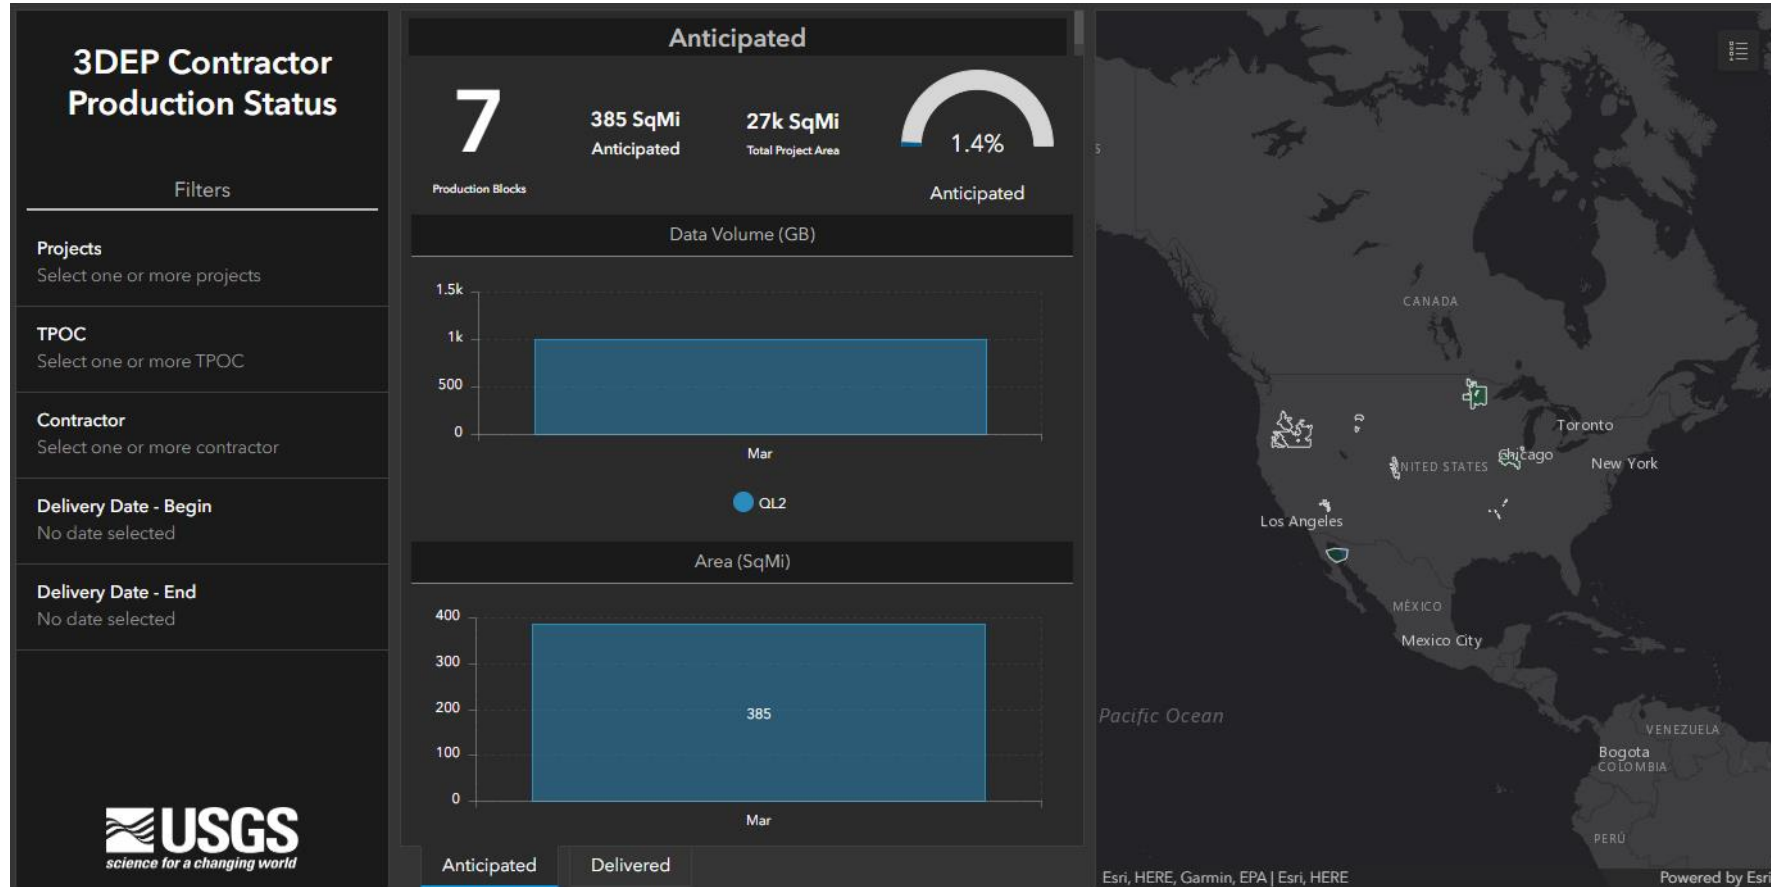 3DEP Contractor
Production Status
Filters
Projects
Select one or more projects
TPOC
Select one or more TPOC
Contractor
Select one or more contractor
Delivery Date - Begin
No date selected
Delivery Date - End
No date selected
USGS
science for a changing world
Anticipated
7
Production Blocks
385 SqMi
Anticipated
27k SqMi
Total Project Area
1.4%
Anticipated
Data Volume (GB)
1.5k
1k
500
0
Mar
QL2
Area (SqMi)
400
300
200
100
0
385
Mar
Anticipated
Delivered
S
CANADA
Toronto
Chicago
New York
UNITED STATES
Los Angeles
MÉXICO
Mexico City
Pacific Ocean
VENEZUELA
Bogota
COLOMBIA
PERÚ
Esri, HERE, Garmin, EPA | Esri, HERE
Powered by Esri